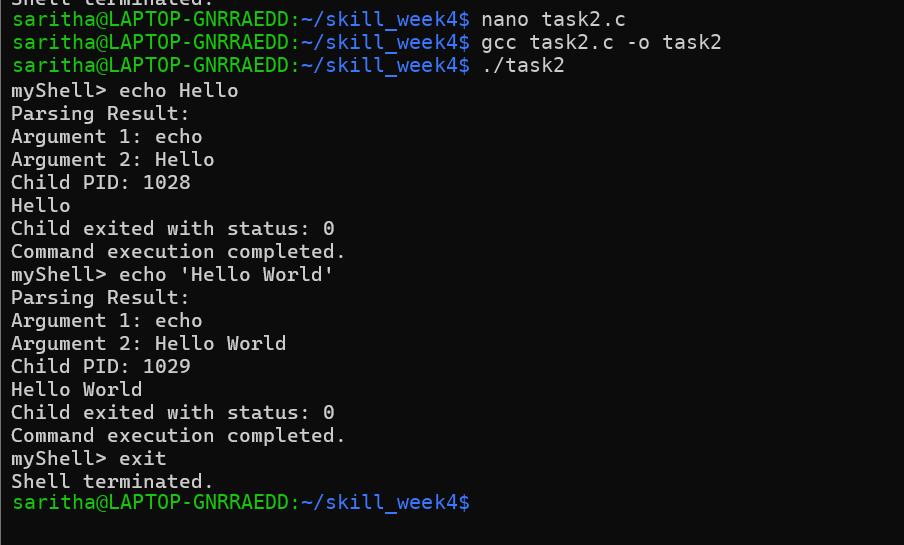 Shell terminated.
saritha@LAPTOP-GNRRAEDD:~/skill_week4$ nano task2.c
saritha@LAPTOP-GNRRAEDD:~/skill_week4$ gcc task2.c -o task2
saritha@LAPTOP-GNRRAEDD:~/skill_week4$ ./task2
myShell> echo Hello
Parsing Result:
Argument 1: echo
Argument 2: Hello
Child PID: 1028
Hello
Child exited with status: 0
Command execution completed.
myShell> echo 'Hello World'
Parsing Result:
Argument 1: echo
Argument 2: Hello World
Child PID: 1029
Hello World
Child exited with status: 0
Command execution completed.
myShell> exit
Shell terminated.
saritha@LAPTOP-GNRRAEDD:~/skill_week4$